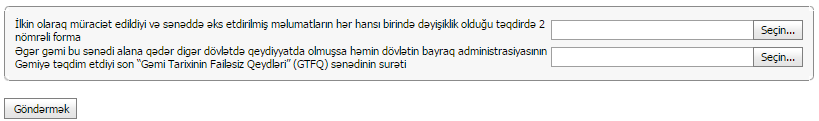 İlkin olaraq müraciət edildiyi və sənəddə əks etdirilmiş məlumatların hər hansı birində dəyişiklik olduğu təqdirdə 2
nömrəli forma
Seçin...
Əgər gəmi bu sənədi alana qədər digər dövlətdə qeydiyyatda olmuşsa həmin dövlətin bayraq administrasiyasının
Gəmiyə təqdim etdiyi son "Gəmi Tarixinin Failəsiz Qeydləri" (GTFQ) sənədinin surəti
Seçin...
Göndərmək